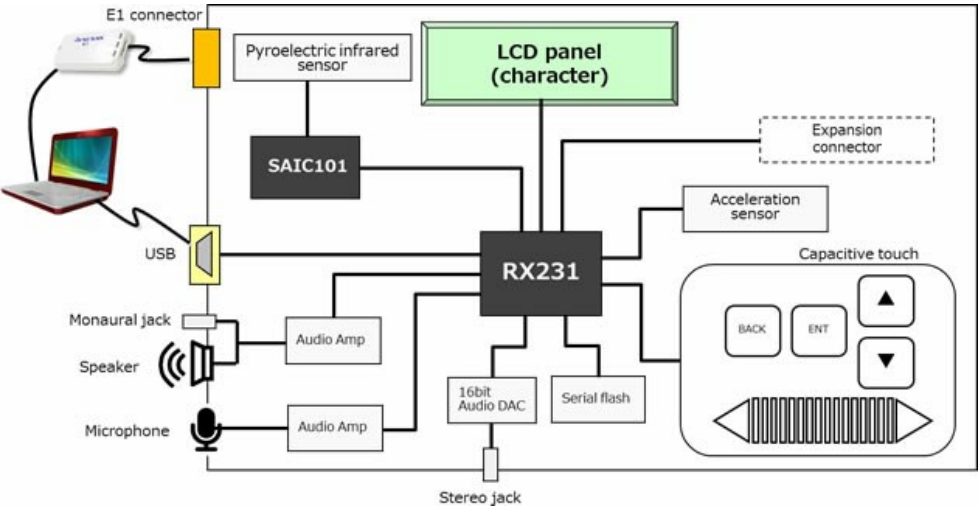 E1 connector
Pyroelectric infrared
sensor
LCD panel
(character)
Expansion
connector
SAIC101
Acceleration
sensor
USB
RX231
Capacitive touch
Monaural jack
Audio Amp
BACK
ENT
Speaker
16bit
Audio DAC
Serial flash
Microphone
Audio Amp
Stereo jack